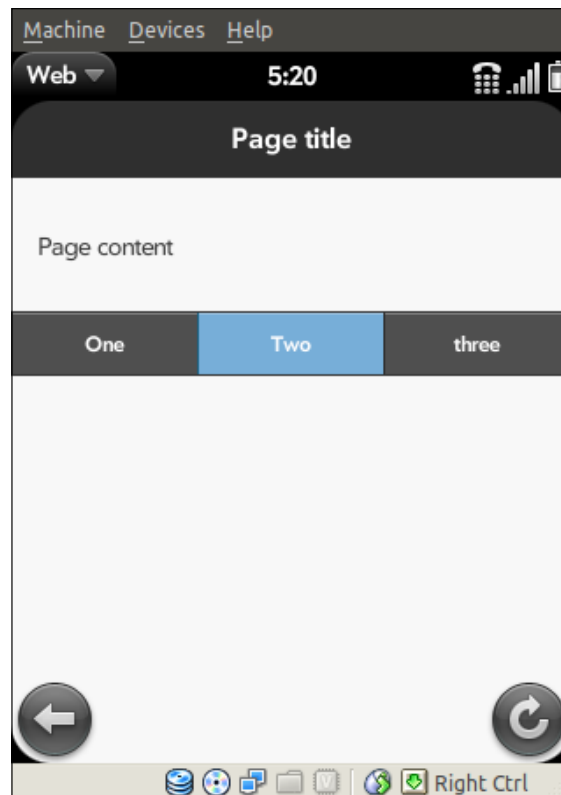 Machine Devices Help
Web 5:20
Page title
Page content
One Two three
Right Ctrl